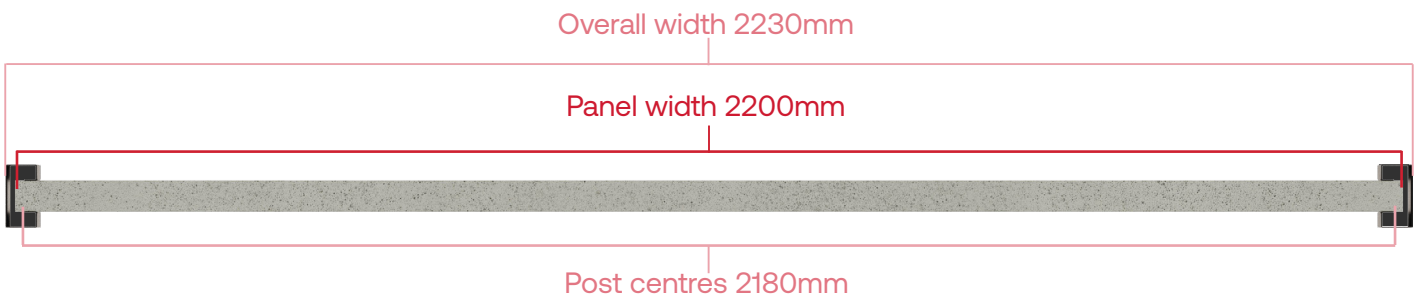 Overall width 2230mm
Panel width 2200mm
Post centres 2180mm